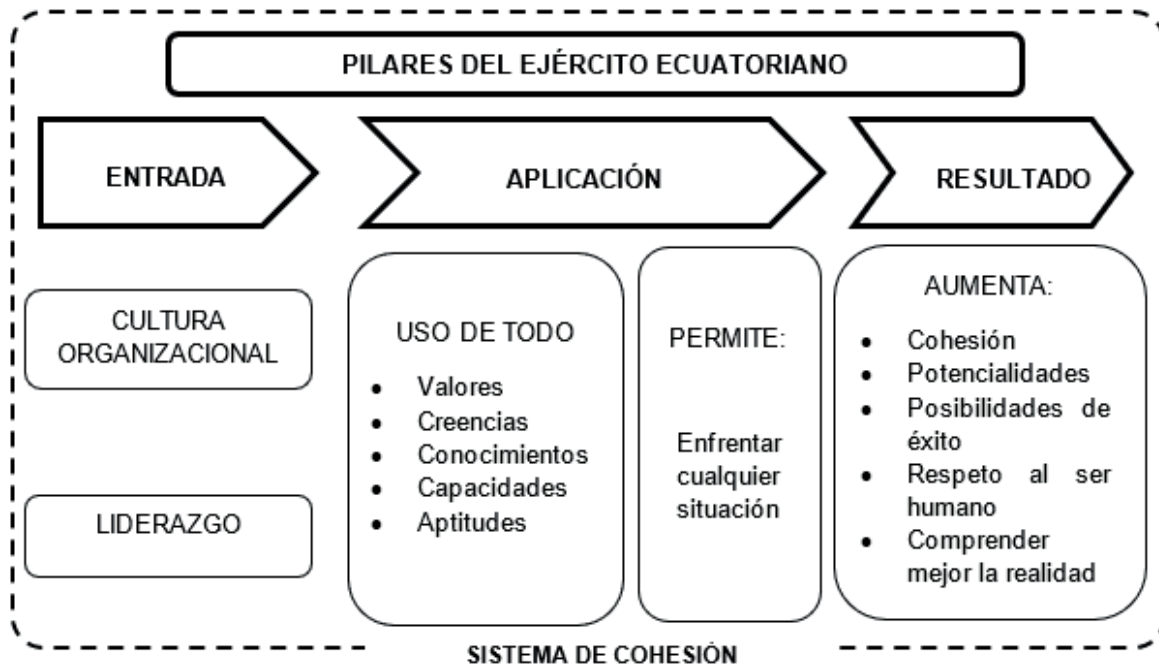 PILARES DEL EJÉRCITO ECUATORIANO
ENTRADA
APLICACIÓN
RESULTADO
CULTURA
ORGANIZACIONAL
LIDERAZGO
USO DE TODO
• Valores
• Creencias
• Conocimientos
• Capacidades
• Aptitudes
PERMITE:
Enfrentar
cualquier
situación
AUMENTA:
• Cohesión
• Potencialidades
• Posibilidades de
éxito
• Respeto al ser
humano
• Comprender
mejor la realidad
SISTEMA DE COHESIÓN